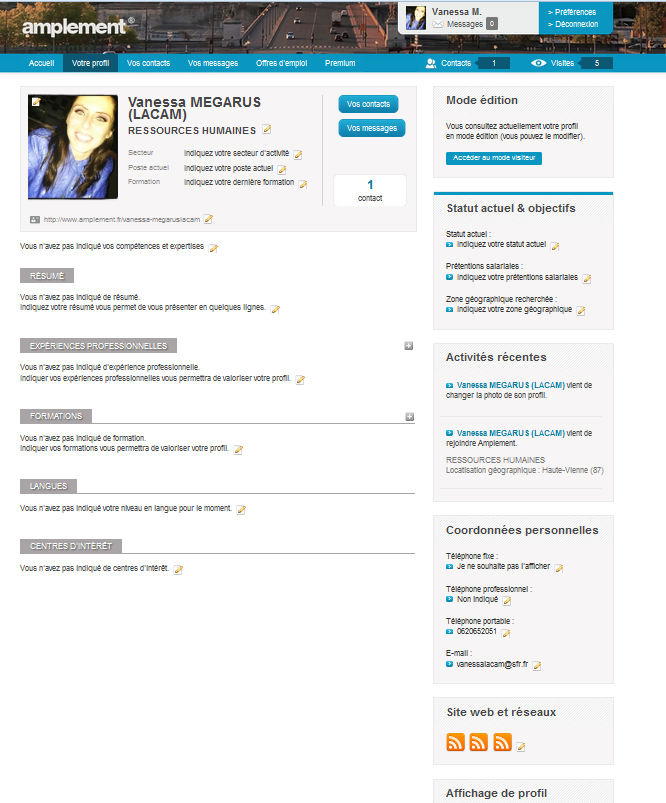 amplement®
Vanessa M.
Messages 0
> Préférences
> Déconnexion
Accueil
Votre profil
Vos contacts
Vos messages
Offres d'emploi
Premium
Contacts 1
Visites 5
Vanessa MEGARUS
(LACAM)
RESSOURCES HUMAINES
Secteur Indiquez votre secteur d'activité
Poste actuel Indiquez votre poste actuel
Formation Indiquez votre dernière formation
http://www.amplement.fr/vanessa-megaruslacam
Vos contacts
Vos messages
1
contact
Vous n'avez pas indiqué vos compétences et expertises
RÉSUMÉ
Vous n'avez pas indiqué de résumé.
Indiquez votre résumé vous permet de vous présenter en quelques lignes.
EXPÉRIENCES PROFESSIONNELLES
Vous n'avez pas indiqué d'expérience professionnelle.
Indiquer vos expériences professionnelles vous permettra de valoriser votre profil.
FORMATIONS
Vous n'avez pas indiqué de formation.
Indiquer vos formations vous permettra de valoriser votre profil.
LANGUES
Vous n'avez pas indiqué votre niveau en langue pour le moment.
CENTRES D'INTÉRÊT
Vous n'avez pas indiqué de centres d'intérêt.
Mode édition
Vous consultez actuellement votre profil
en mode édition (vous pouvez le modifier).
Accéder au mode visiteur
Statut actuel & objectifs
Statut actuel :
Indiquez votre statut actuel
Prétentions salariales :
Indiquez votre prétentions salariales
Zone géographique recherchée :
Indiquez votre zone géographique
Activités récentes
Vanessa MEGARUS (LACAM) vient de
changer la photo de son profil.
Vanessa MEGARUS (LACAM) vient de
rejoindre Amplement.
RESSOURCES HUMAINES
Localisation géographique : Haute-Vienne (87)
Coordonnées personnelles
Téléphone fixe :
Je ne souhaite pas l'afficher
Téléphone professionnel :
Non indiqué
Téléphone portable :
0620652051
E-mail :
vanessalacam@sfr.fr
Site web et réseaux
Affichage de profil